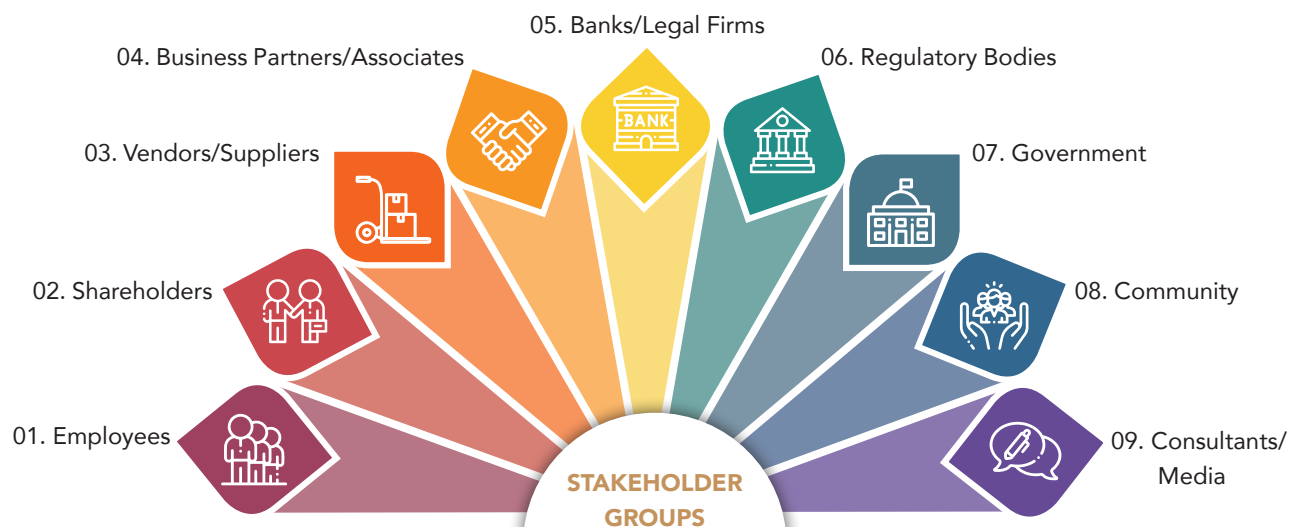 01. Employees
02. Shareholders
03. Vendors/Suppliers
04. Business Partners/Associates
05. Banks/Legal Firms
BANK
06. Regulatory Bodies
07. Government
08. Community
09. Consultants/
Media
STAKEHOLDER
GROUPS